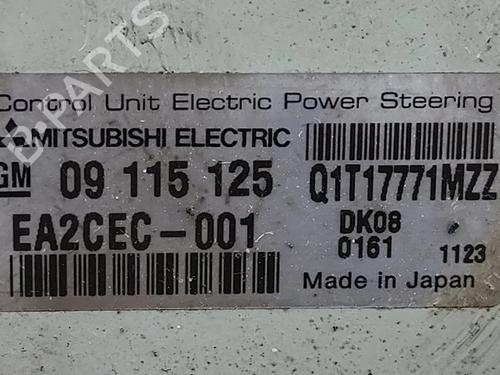 B-PARTS
Control Unit Electric Power Steering
MITSUBISHI ELECTRIC
GM 09 115 125 Q1T17771MZZ
EA2CEC-001 DK08
0161 1123
Made in Japan